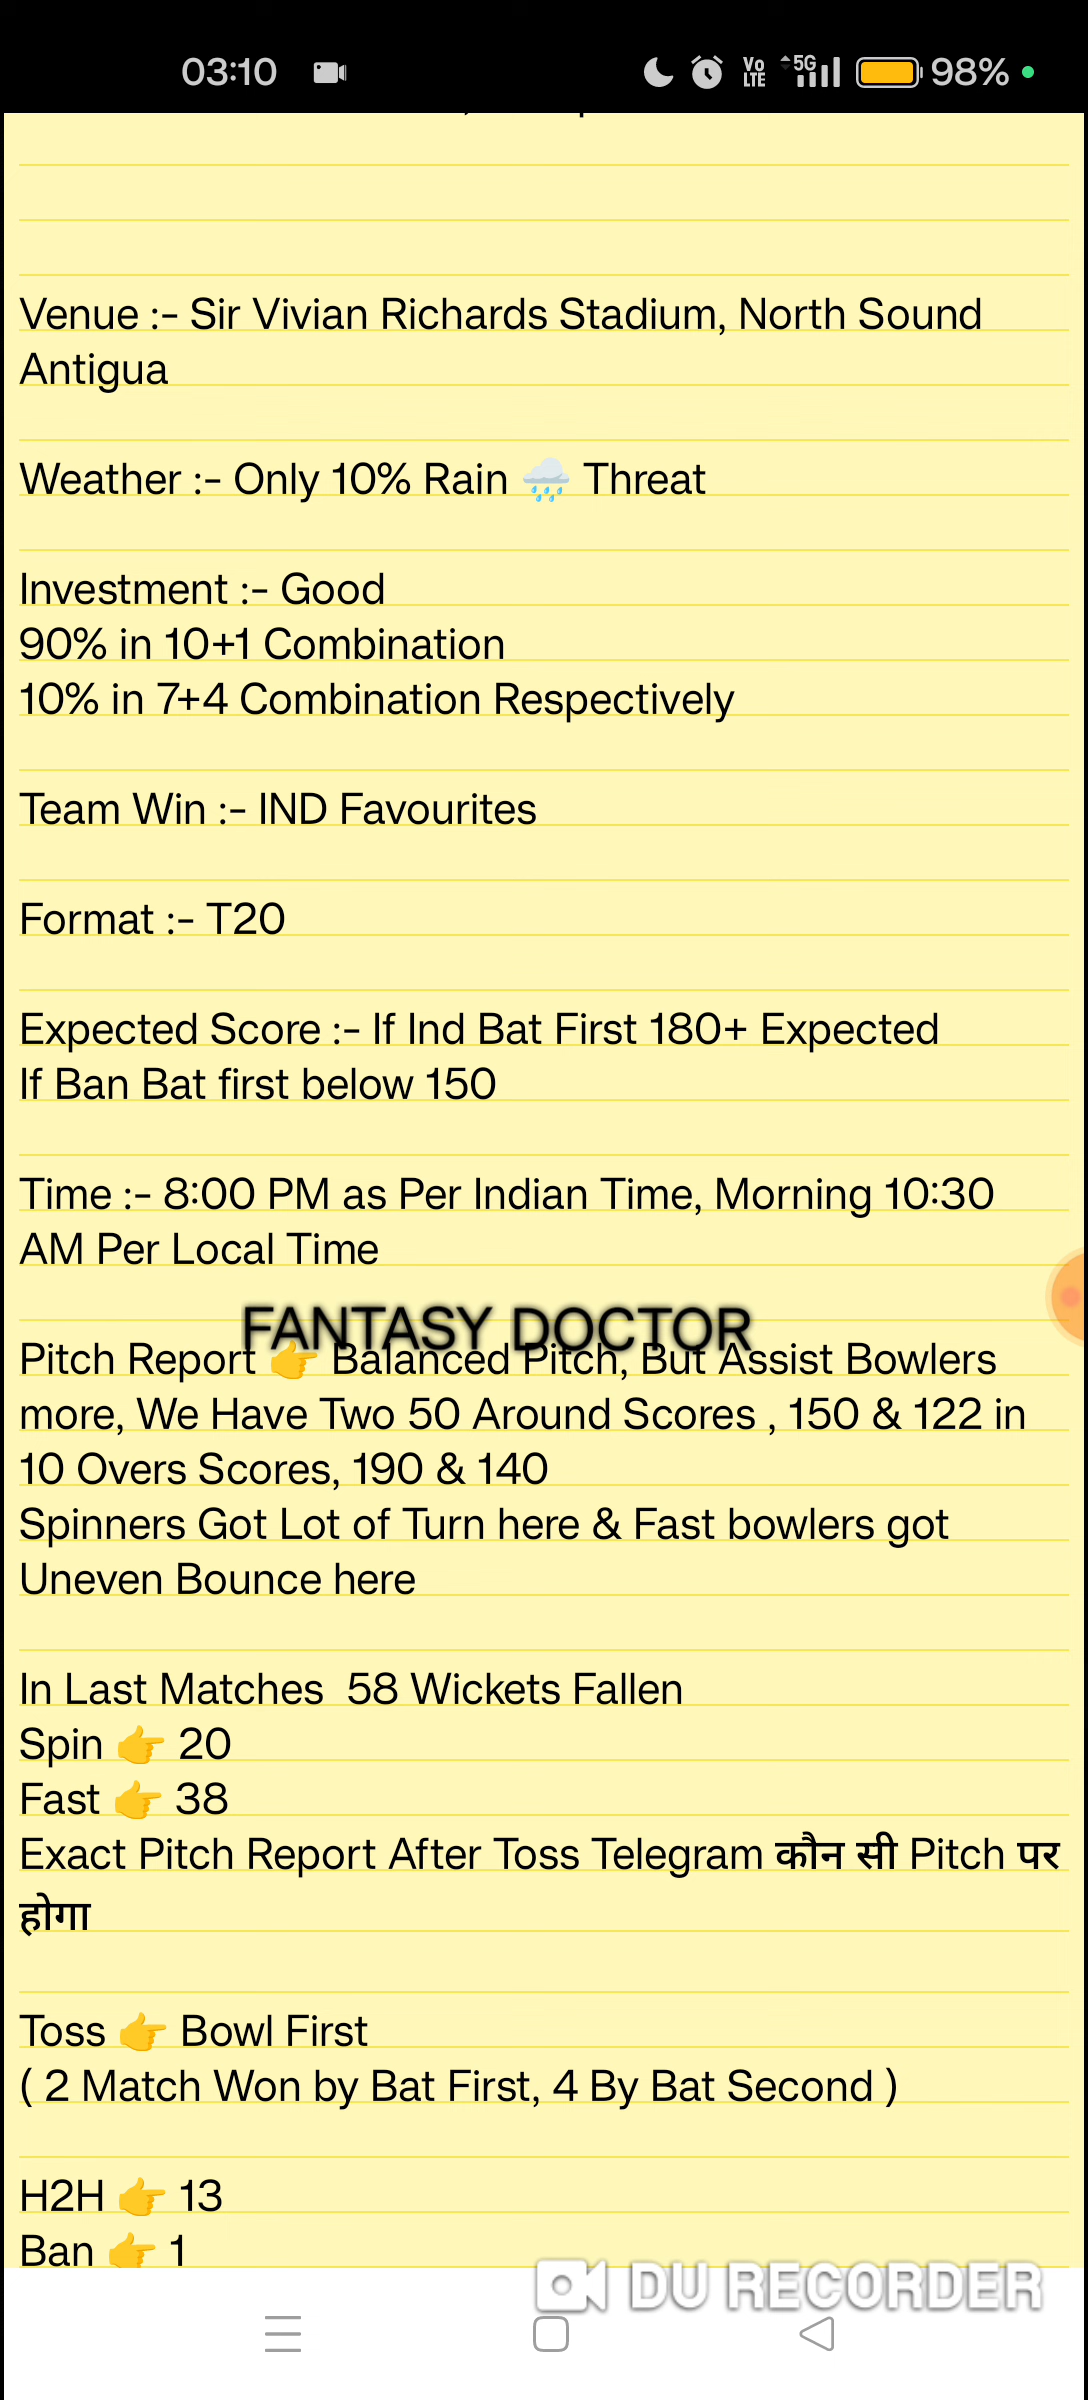 03:10 Vo LTE 5G 98%
Venue :- Sir Vivian Richards Stadium, North Sound
Antigua
Weather :- Only 10% Rain 🌧️ Threat
Investment :- Good
90% in 10+1 Combination
10% in 7+4 Combination Respectively
Team Win :- IND Favourites
Format :- T20
Expected Score :- If Ind Bat First 180+ Expected
If Ban Bat first below 150
Time :- 8:00 PM as Per Indian Time, Morning 10:30
AM Per Local Time
FANTASY DOCTOR
Pitch Report 👉 Balanced Pitch, But Assist Bowlers
more, We Have Two 50 Around Scores , 150 & 122 in
10 Overs Scores, 190 & 140
Spinners Got Lot of Turn here & Fast bowlers got
Uneven Bounce here
In Last Matches  58 Wickets Fallen
Spin 👉 20
Fast 👉 38
Exact Pitch Report After Toss Telegram कौन सी Pitch पर
होगा
Toss 👉 Bowl First
( 2 Match Won by Bat First, 4 By Bat Second )
H2H 👉 13
Ban 👉 1
DU RECORDER